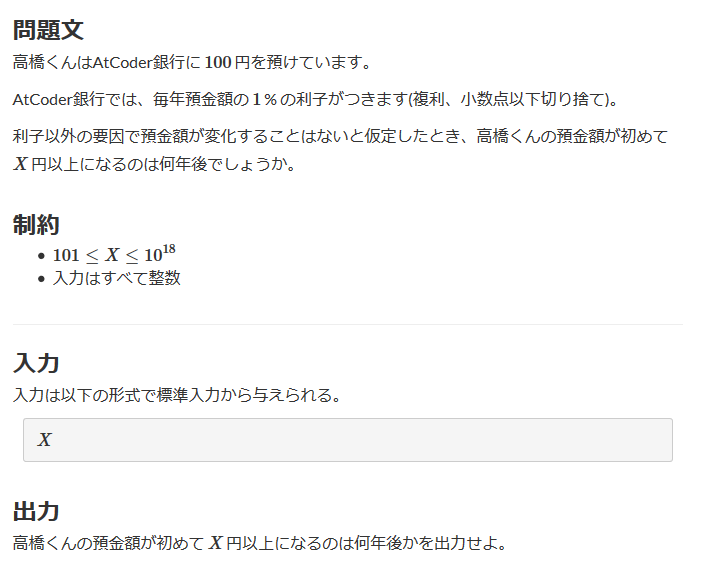 問題文
高橋くんはAtCoder銀行に 100 円を預けています。
AtCoder銀行では、毎年預金額の 1 % の利子がつきます(複利、小数点以下切り捨て)。
利子以外の要因で預金額が変化することはないと仮定したとき、高橋くんの預金額が初めて
X 円以上になるのは何年後でしょうか。
制約
• 101 ≤ X ≤ 10^18
• 入力はすべて整数
入力
入力は以下の形式で標準入力から与えられる。
X
出力
高橋くんの預金額が初めて X 円以上になるのは何年後かを出力せよ。